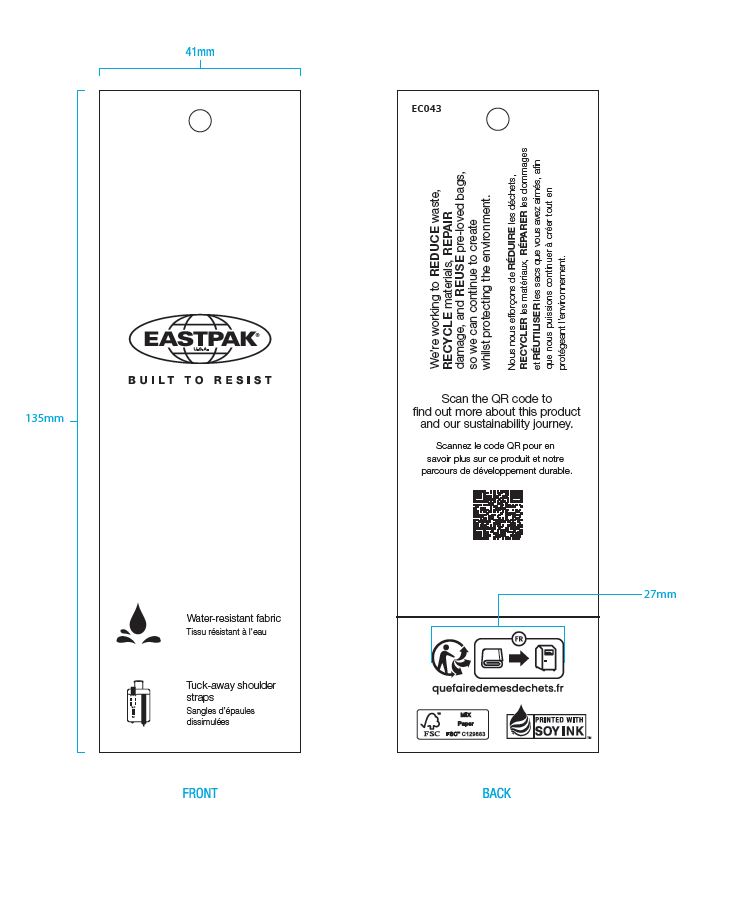 41mm
135mm
EASTPAK®
U.S.A.
BUILT TO RESIST
Water-resistant fabric
Tissu résistant à l'eau
Tuck-away shoulder
straps
Sangles d'épaules
dissimulées
FRONT
EC043
We're working to REDUCE waste,
RECYCLE materials, REPAIR
damage, and REUSE pre-loved bags,
so we can continue to create
whilst protecting the environment.
Nous nous efforçons de RÉDUIRE les déchets,
RECYCLER les matériaux, RÉPARER les dommages
et RÉUTILISER les sacs que vous avez aimés, afin
que nous puissions continuer à créer tout en
protégeant l'environnement.
Scan the QR code to
find out more about this product
and our sustainability journey.
Scannez le code QR pour en
savoir plus sur ce produit et notre
parcours de développement durable.
27mm
FR
quefairedemesdechets.fr
FSC
MIX
Paper
FSC™ C129883
PRINTED WITH
SOY INK™
BACK